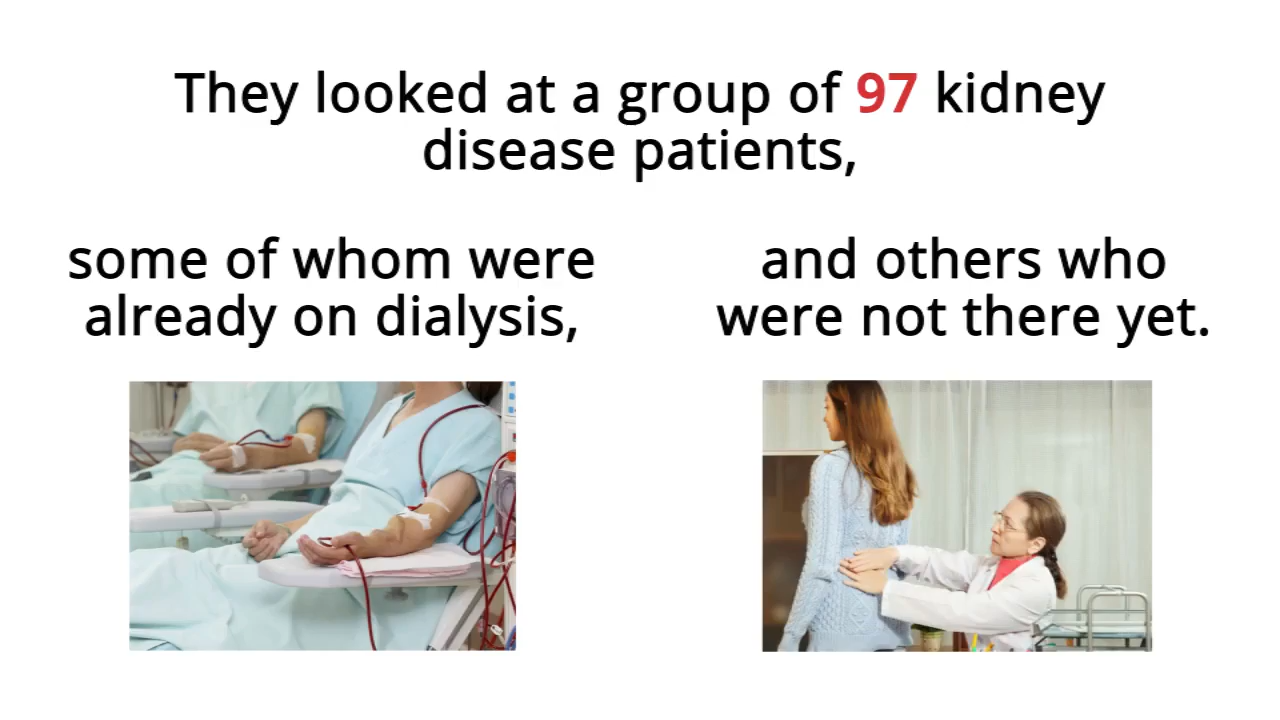 They looked at a group of 97 kidney
disease patients,
some of whom were
already on dialysis,
and others who
were not there yet.